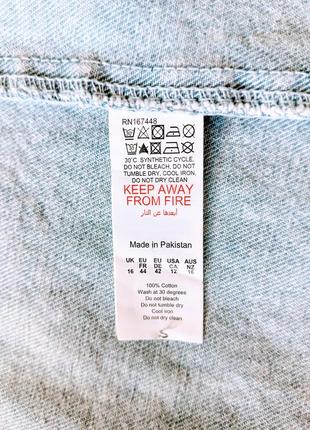 RN167448
30°C SYNTHETIC CYCLE,
DO NOT BLEACH, DO NOT
TUMBLE DRY, COOL IRON,
DO NOT DRY CLEAN
KEEP AWAY
FROM FIRE
أبعدها عن النار
Made in Pakistan
UK EU EU USA AUS
FR DE CA NZ
16 44 42 12 16
100% Cotton
Wash at 30 degrees
Do not bleach
Do not tumble dry
Cool iron
Do not dry clean